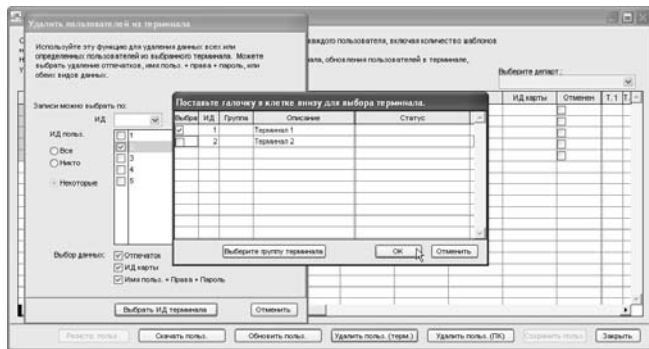 Удалить пользователей из терминала
Используйте эту функцию для удаления данных всех или
определенных пользователей из выбранного терминала. Можете
выбрать удаление отпечатков, имя польз. + права + пароль, или
обеих видов данных.
каждого пользователя, включая количество шаблонов
нала, обновления пользователей в терминале,
Выберите департ.:
Записи можно выбрать по:
ИД
ИД польз.
Все
Никто
Некоторые
1
3
4
5
Поставьте галочку в клетке внизу для выбора терминала.
Выбра ИД Группа Описание Статус
1 Терминал 1
2 Терминал 2
Выберите группу терминала
OK
Отменить
ИД карты Отменен Т. 1 Т.
Выбор данных:
Отпечаток
ИД карты
Имя польз. + Права + Пароль
Выбрать ИД терминала
Отменить
Регистр. польз.
Скачать польз.
Обновить польз.
Удалить польз. (терм.)
Удалить польз. (ПК)
Сохранить польз.
Закрыть